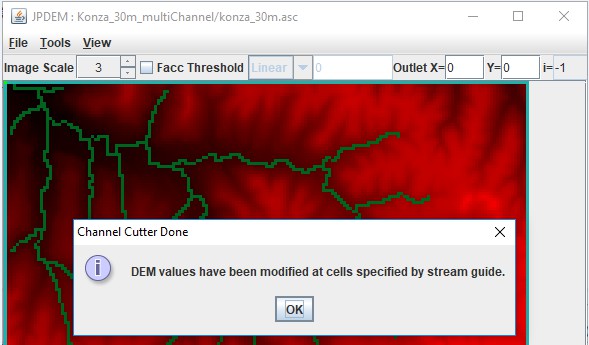 JPDEM : Konza_30m_multiChannel/konza_30m.asc
File Tools View
Image Scale 3 Facc Threshold Linear 0 Outlet X= 0 Y= 0 i= -1
Channel Cutter Done
DEM values have been modified at cells specified by stream guide.
OK